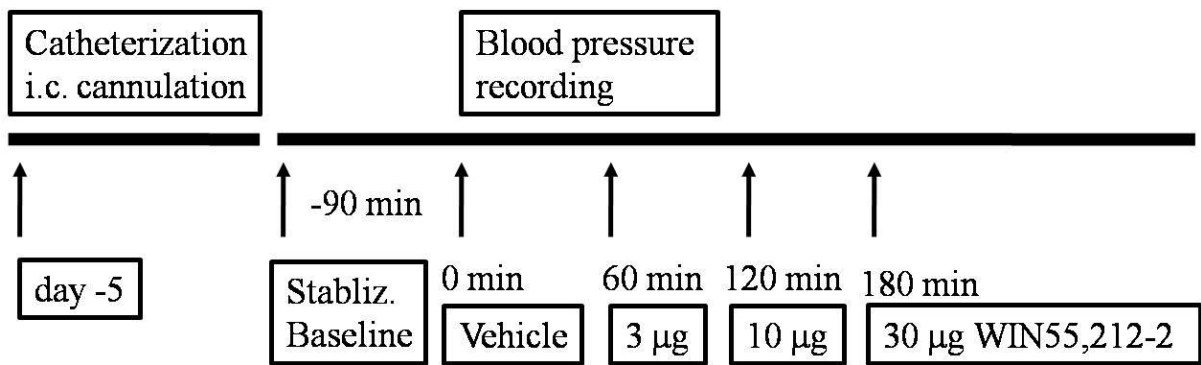 Catheterization
i.c. cannulation
Blood pressure
recording
-90 min
day -5
Stabliz.
Baseline
0 min
Vehicle
60 min
3 µg
120 min
10 µg
180 min
30 µg WIN55,212-2